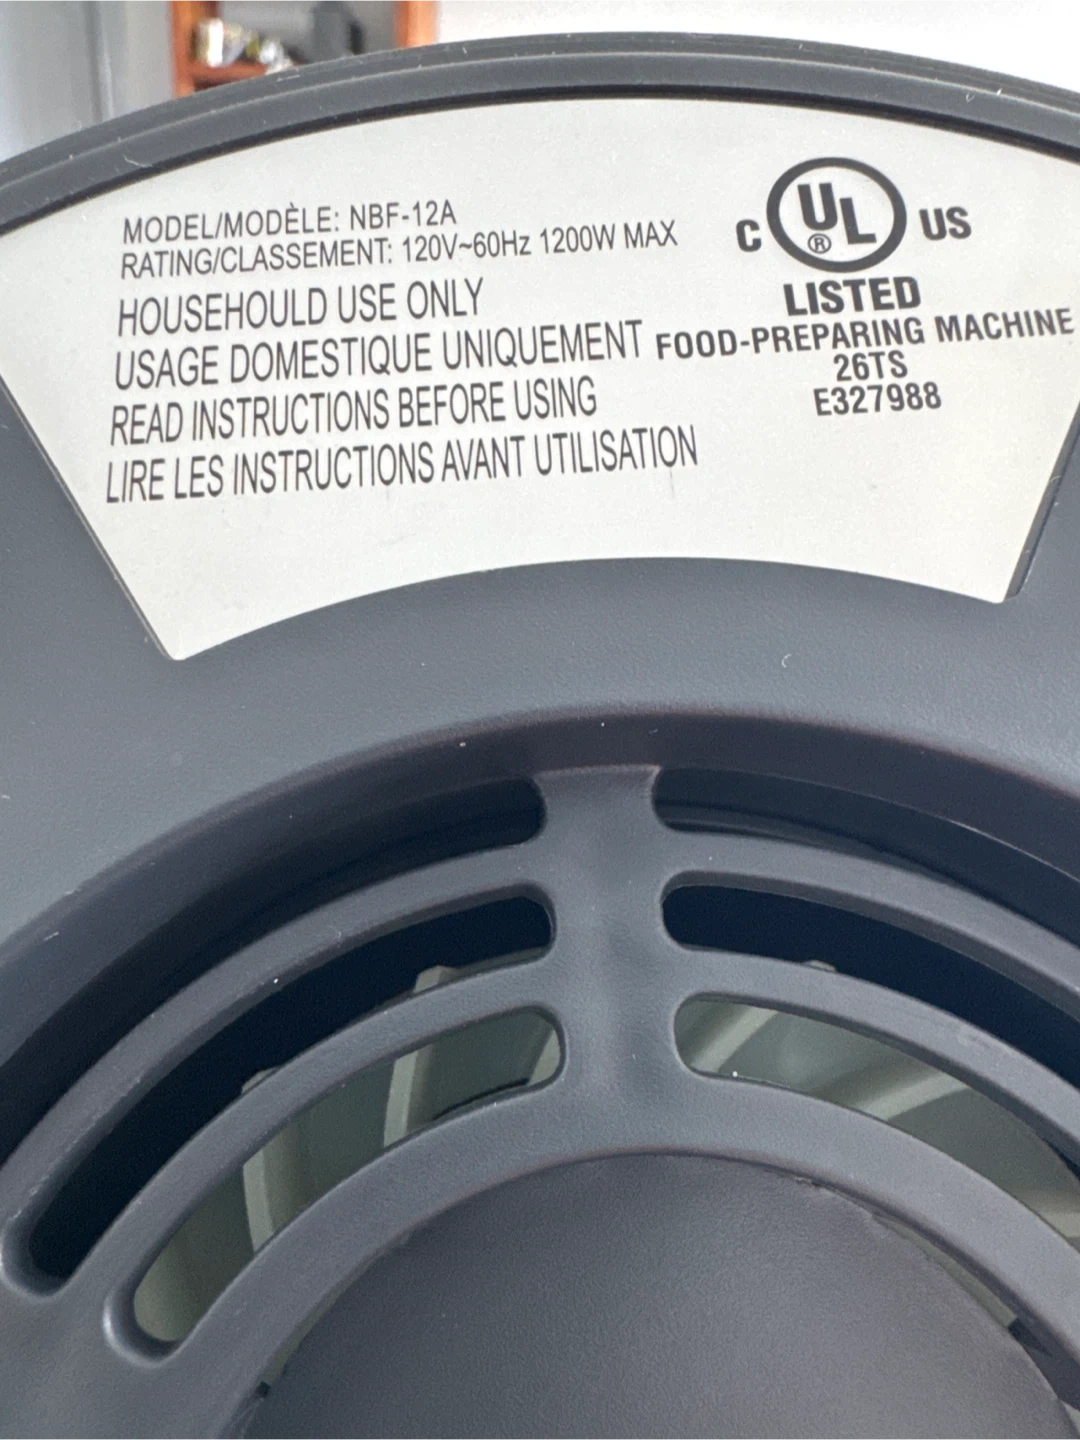 MODEL/MODÈLE: NBF-12A
RATING/CLASSEMENT: 120V~60Hz 1200W MAX
HOUSEHOULD USE ONLY
USAGE DOMESTIQUE UNIQUEMENT
READ INSTRUCTIONS BEFORE USING
LIRE LES INSTRUCTIONS AVANT UTILISATION
C UL® US
LISTED
FOOD-PREPARING MACHINE
26TS
E327988